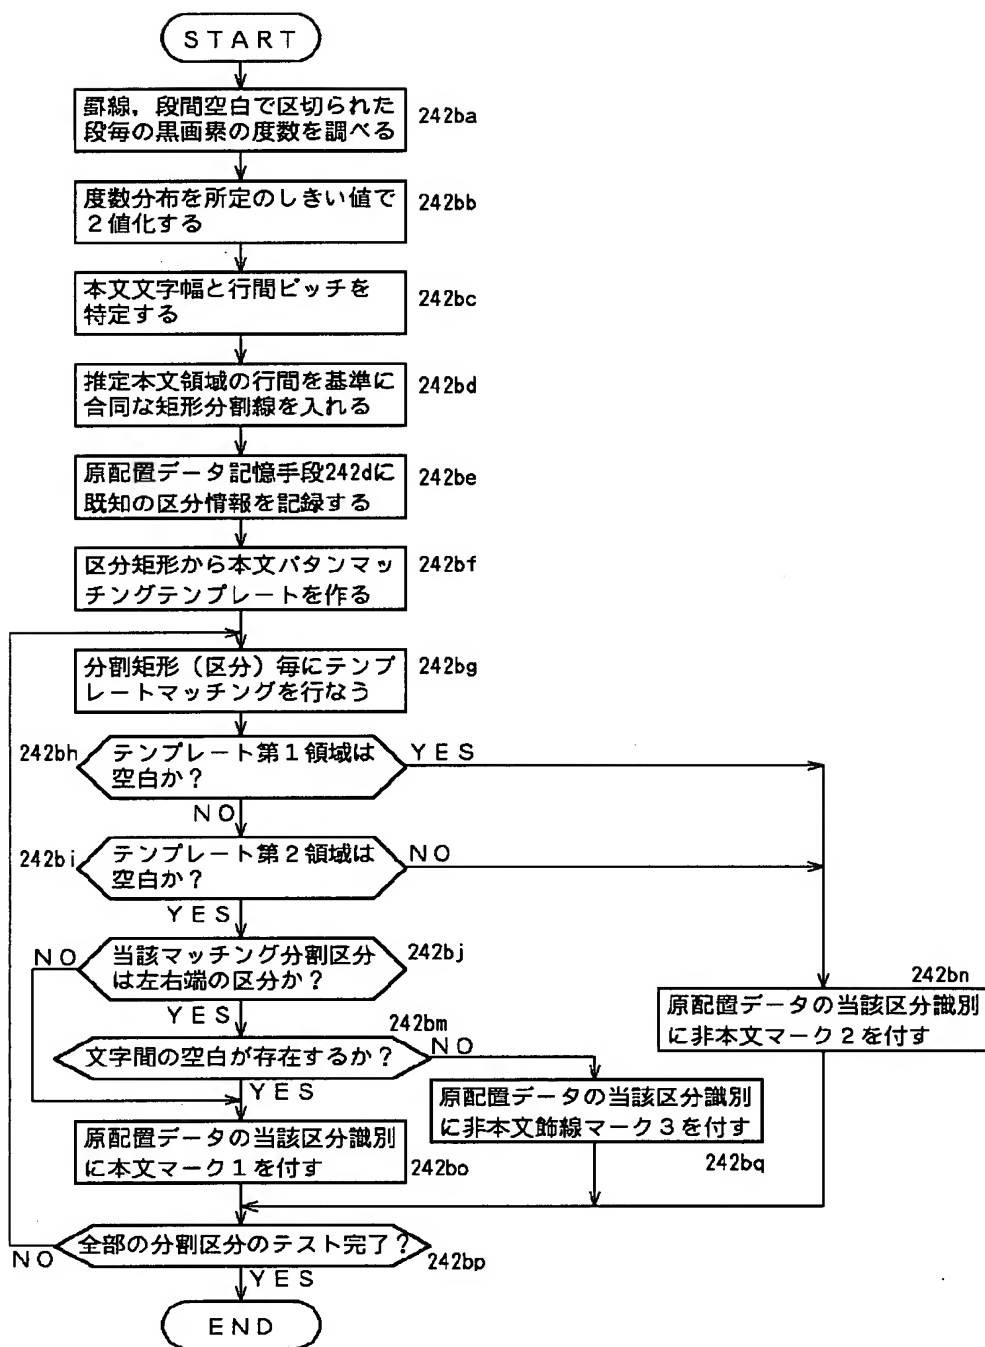 START
罫線，段間空白で区切られた
段毎の黒画素の度数を調べる
242ba
度数分布を所定のしきい値で
２値化する
242bb
本文文字幅と行間ピッチを
特定する
242bc
推定本文領域の行間を基準に
合同な矩形分割線を入れる
242bd
原配置データ記憶手段242dに
既知の区分情報を記録する
242be
区分矩形から本文パタンマッ
チングテンプレートを作る
242bf
分割矩形（区分）毎にテンプ
レートマッチングを行なう
242bg
242bh
テンプレート第１領域は
空白か？
YES
NO
242bi
テンプレート第２領域は
空白か？
NO
YES
当該マッチング分割区分
は左右端の区分か？
242bj
NO
YES
242bn
原配置データの当該区分識別
に非本文マーク２を付す
242bm
文字間の空白が存在するか？
NO
YES
原配置データの当該区分識別
に非本文飾線マーク３を付す
242bq
原配置データの当該区分識別
に本文マーク１を付す
242bo
全部の分割区分のテスト完了？
242bp
NO
YES
END